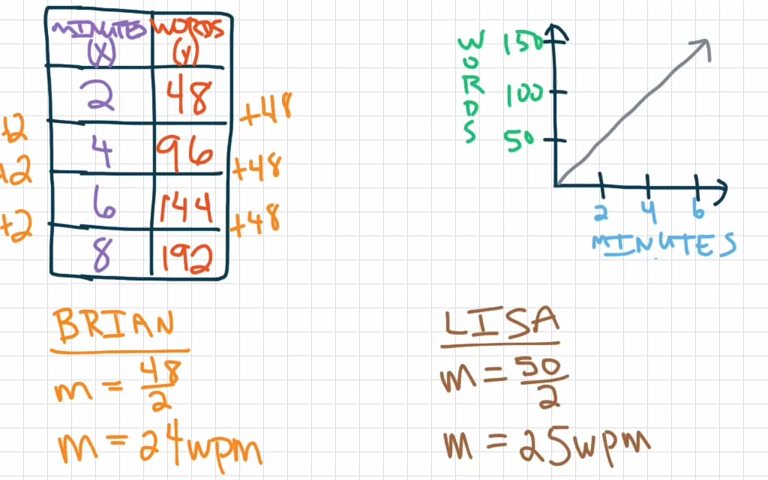 MINUTES WORDS
(X) (Y)
2 48
+2 +48
4 96
+2 +48
6 144
+2 +48
8 192
WORDS
150
100
50
2 4 6
MINUTES
BRIAN
m = 48/2
m = 24wpm
LISA
m = 50/2
m = 25wpm